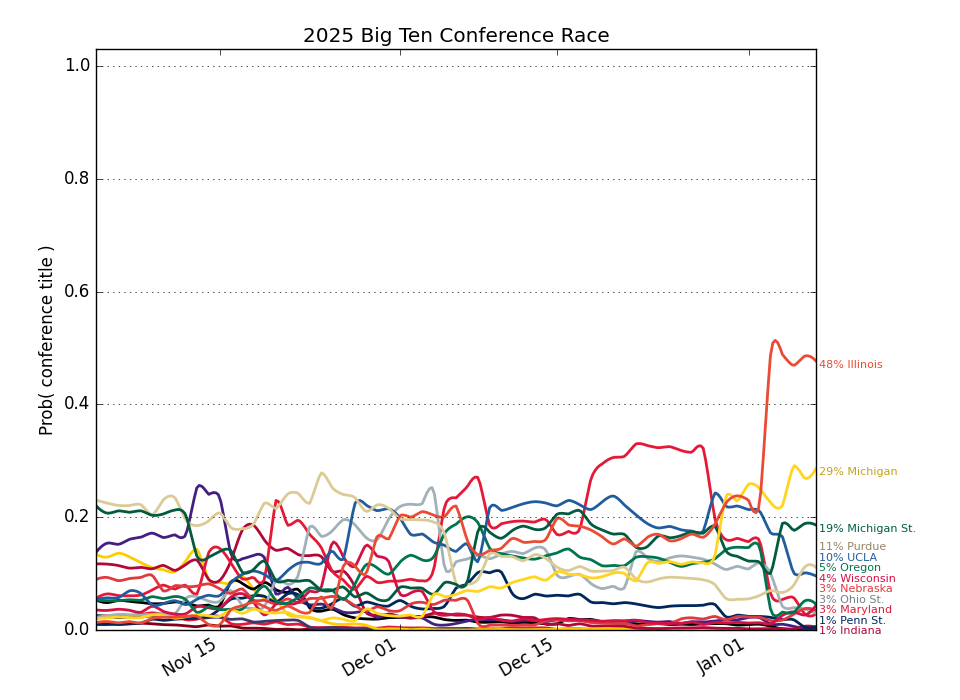 2025 Big Ten Conference Race
Prob( conference title )
1.0
0.8
0.6
0.4
0.2
0.0
Nov 15
Dec 01
Dec 15
Jan 01
48% Illinois
29% Michigan
19% Michigan St.
11% Purdue
10% UCLA
5% Oregon
4% Wisconsin
3% Nebraska
3% Ohio St.
3% Maryland
1% Penn St.
1% Indiana